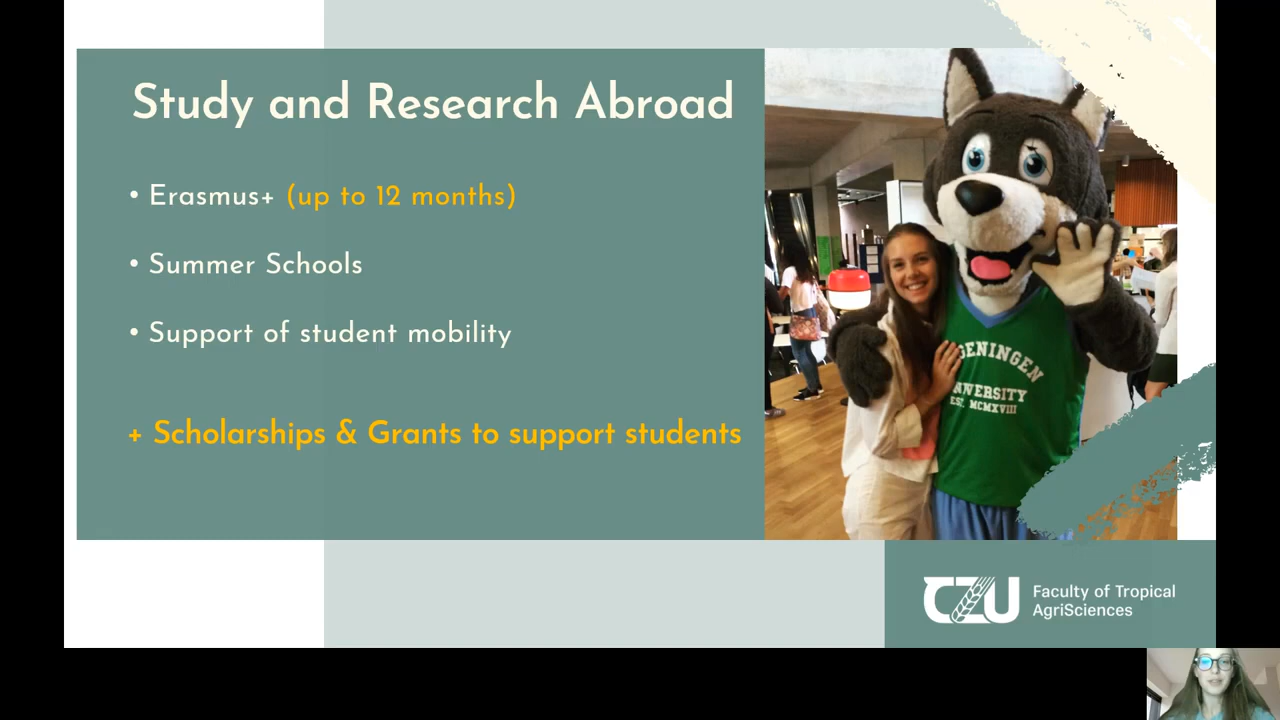 Study and Research Abroad
• Erasmus+ (up to 12 months)
• Summer Schools
• Support of student mobility
+ Scholarships & Grants to support students
UNIVERSITY
EST. MCMXVIII
CZU
Faculty of Tropical
AgriSciences